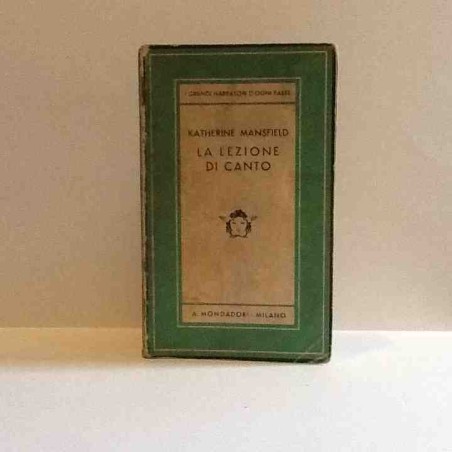 I GRANDI NARRATORI D'OGNI PAESE
KATHERINE MANSFIELD
LA LEZIONE
DI CANTO
A. MONDADORI - MILANO